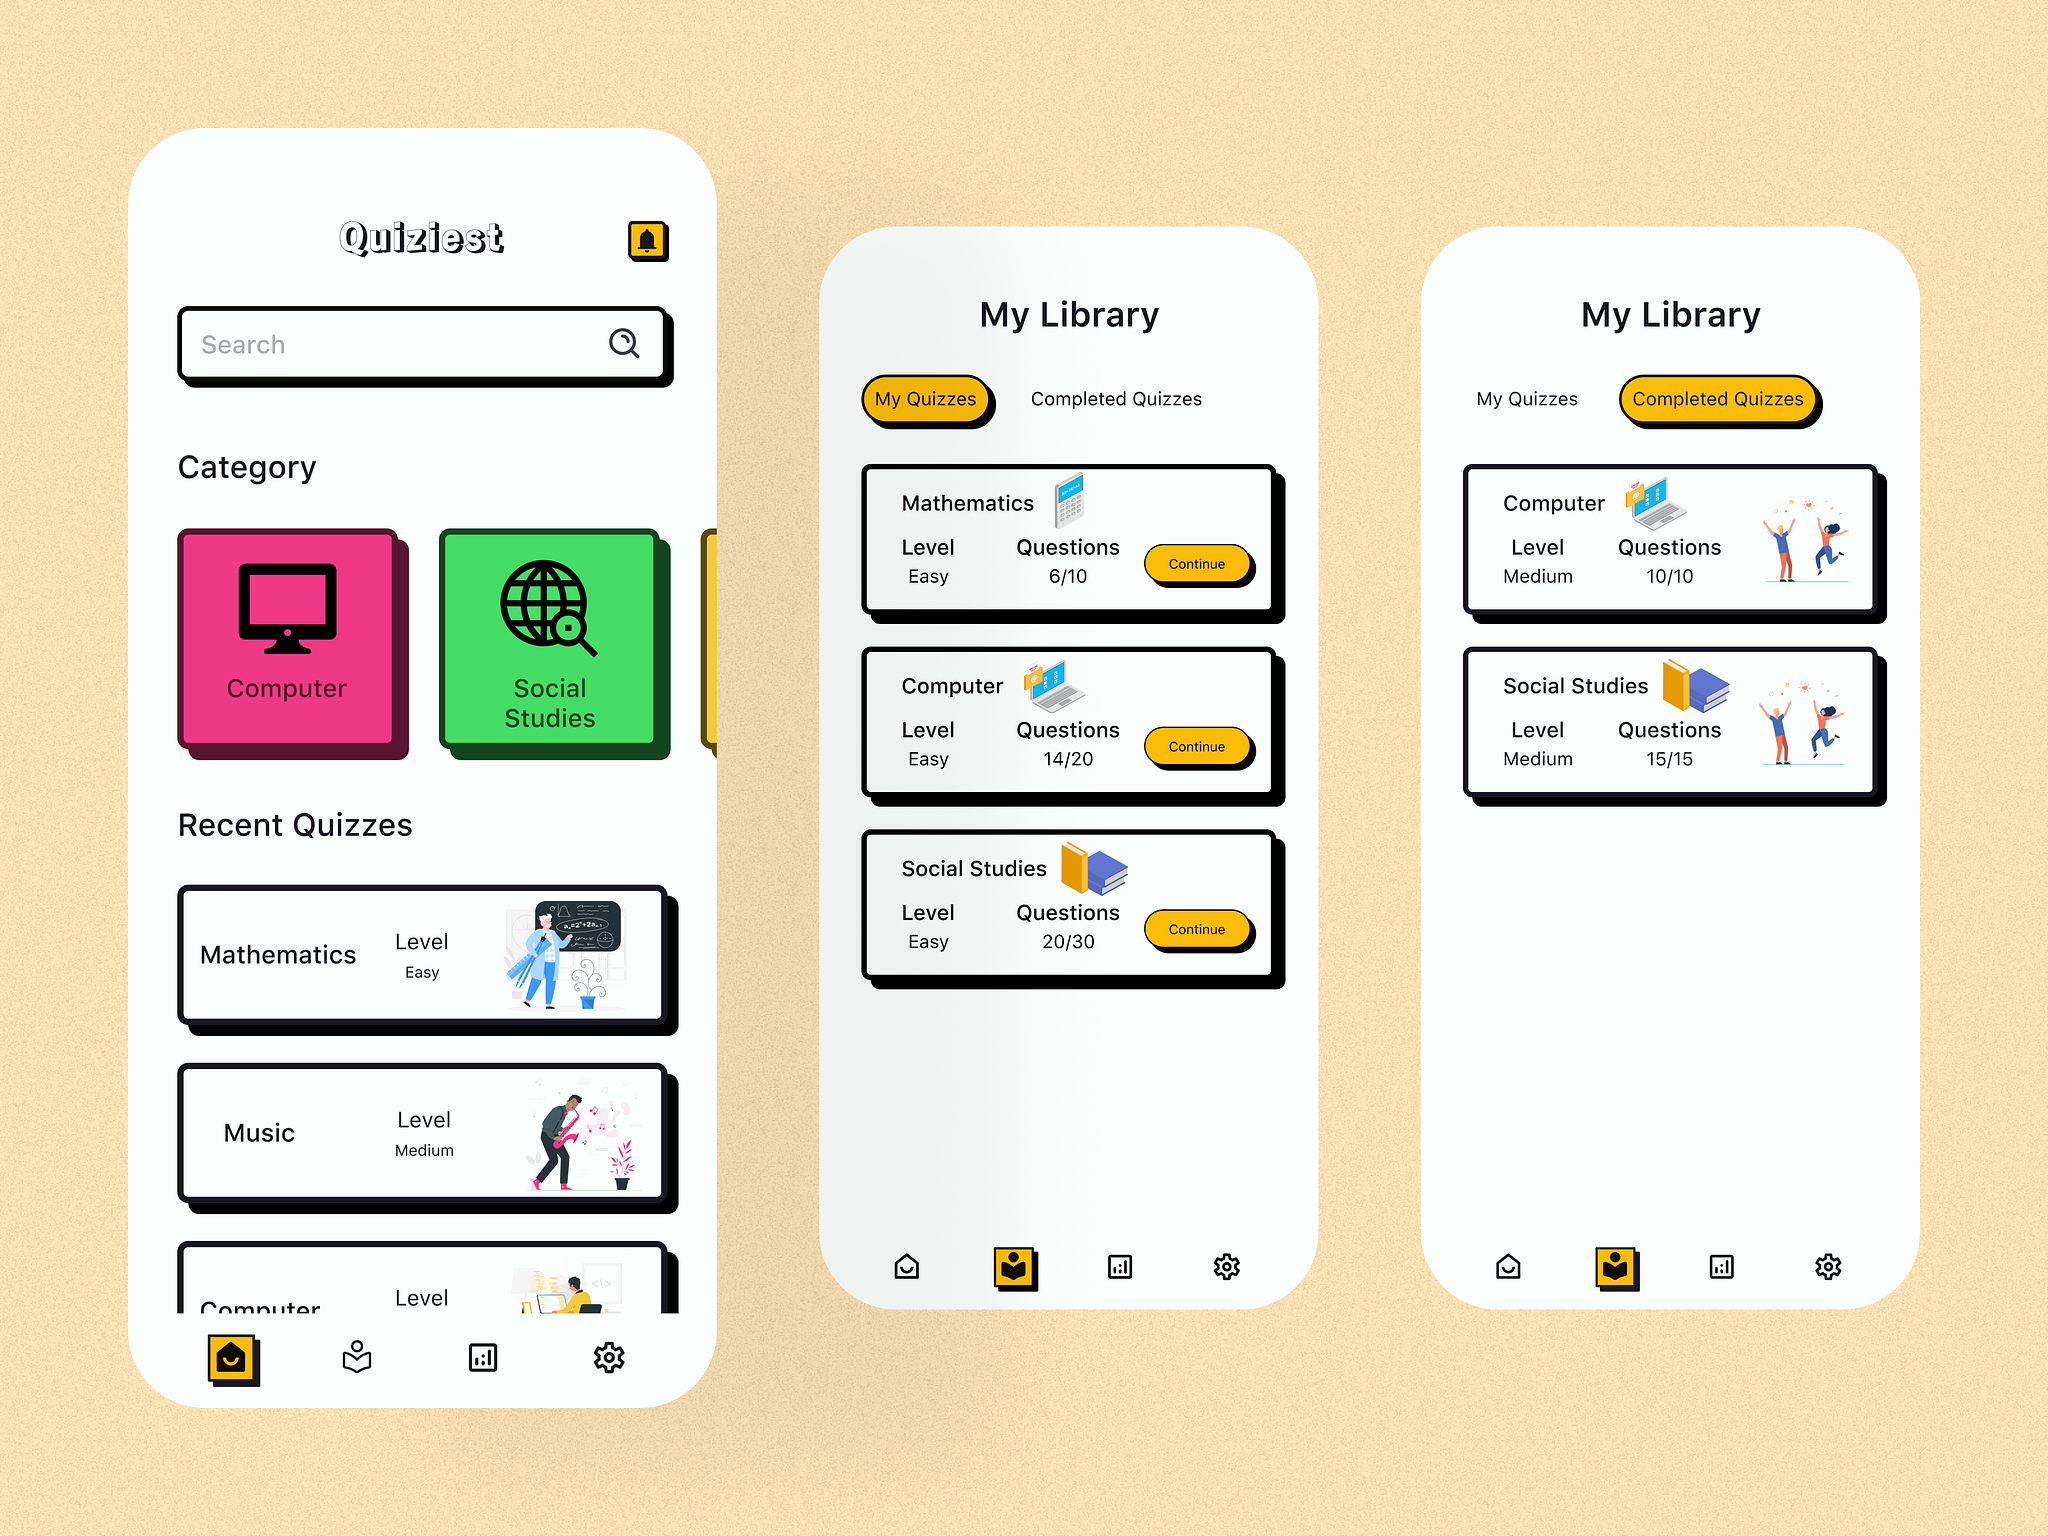 Quiziest
Search
Category
Computer
Social
Studies
Recent Quizzes
Mathematics
Level
Easy
Music
Level
Medium
Computer
Level
My Library
My Quizzes
Completed Quizzes
Mathematics
Level
Questions
Easy
6/10
Continue
Computer
Level
Questions
Easy
14/20
Continue
Social Studies
Level
Questions
Easy
20/30
Continue
My Library
My Quizzes
Completed Quizzes
Computer
Level
Questions
Medium
10/10
Social Studies
Level
Questions
Medium
15/15